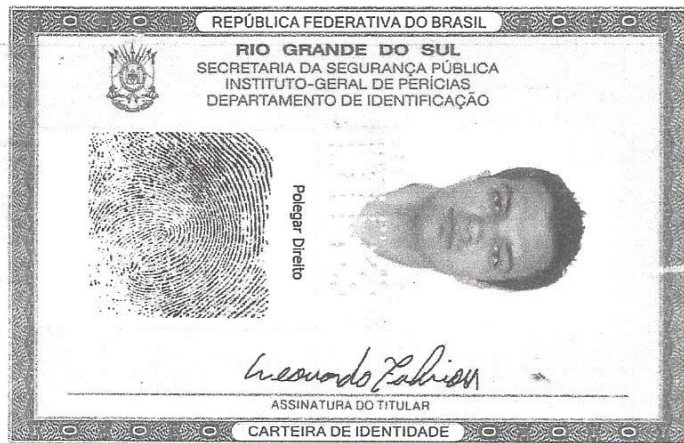 REPÚBLICA FEDERATIVA DO BRASIL
RIO GRANDE DO SUL
SECRETARIA DA SEGURANÇA PÚBLICA
INSTITUTO-GERAL DE PERÍCIAS
DEPARTAMENTO DE IDENTIFICAÇÃO
Polegar Direito
Leonardo
ASSINATURA DO TITULAR
CARTEIRA DE IDENTIDADE